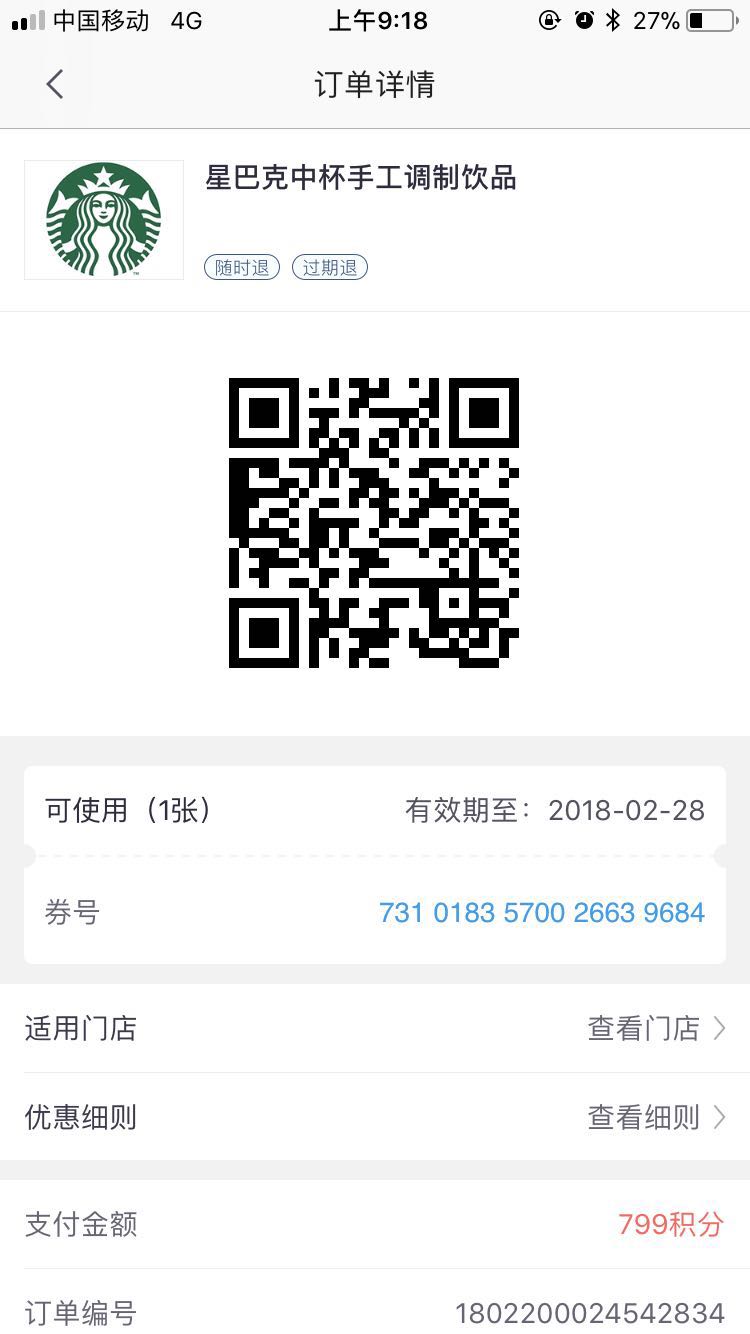 中国移动 4G 上午9:18 27%
订单详情
星巴克中杯手工调制饮品
随时退 过期退
可使用（1张） 有效期至：2018-02-28
券号 731 0183 5700 2663 9684
适用门店 查看门店
优惠细则 查看细则
支付金额 799积分
订单编号 1802200024542834